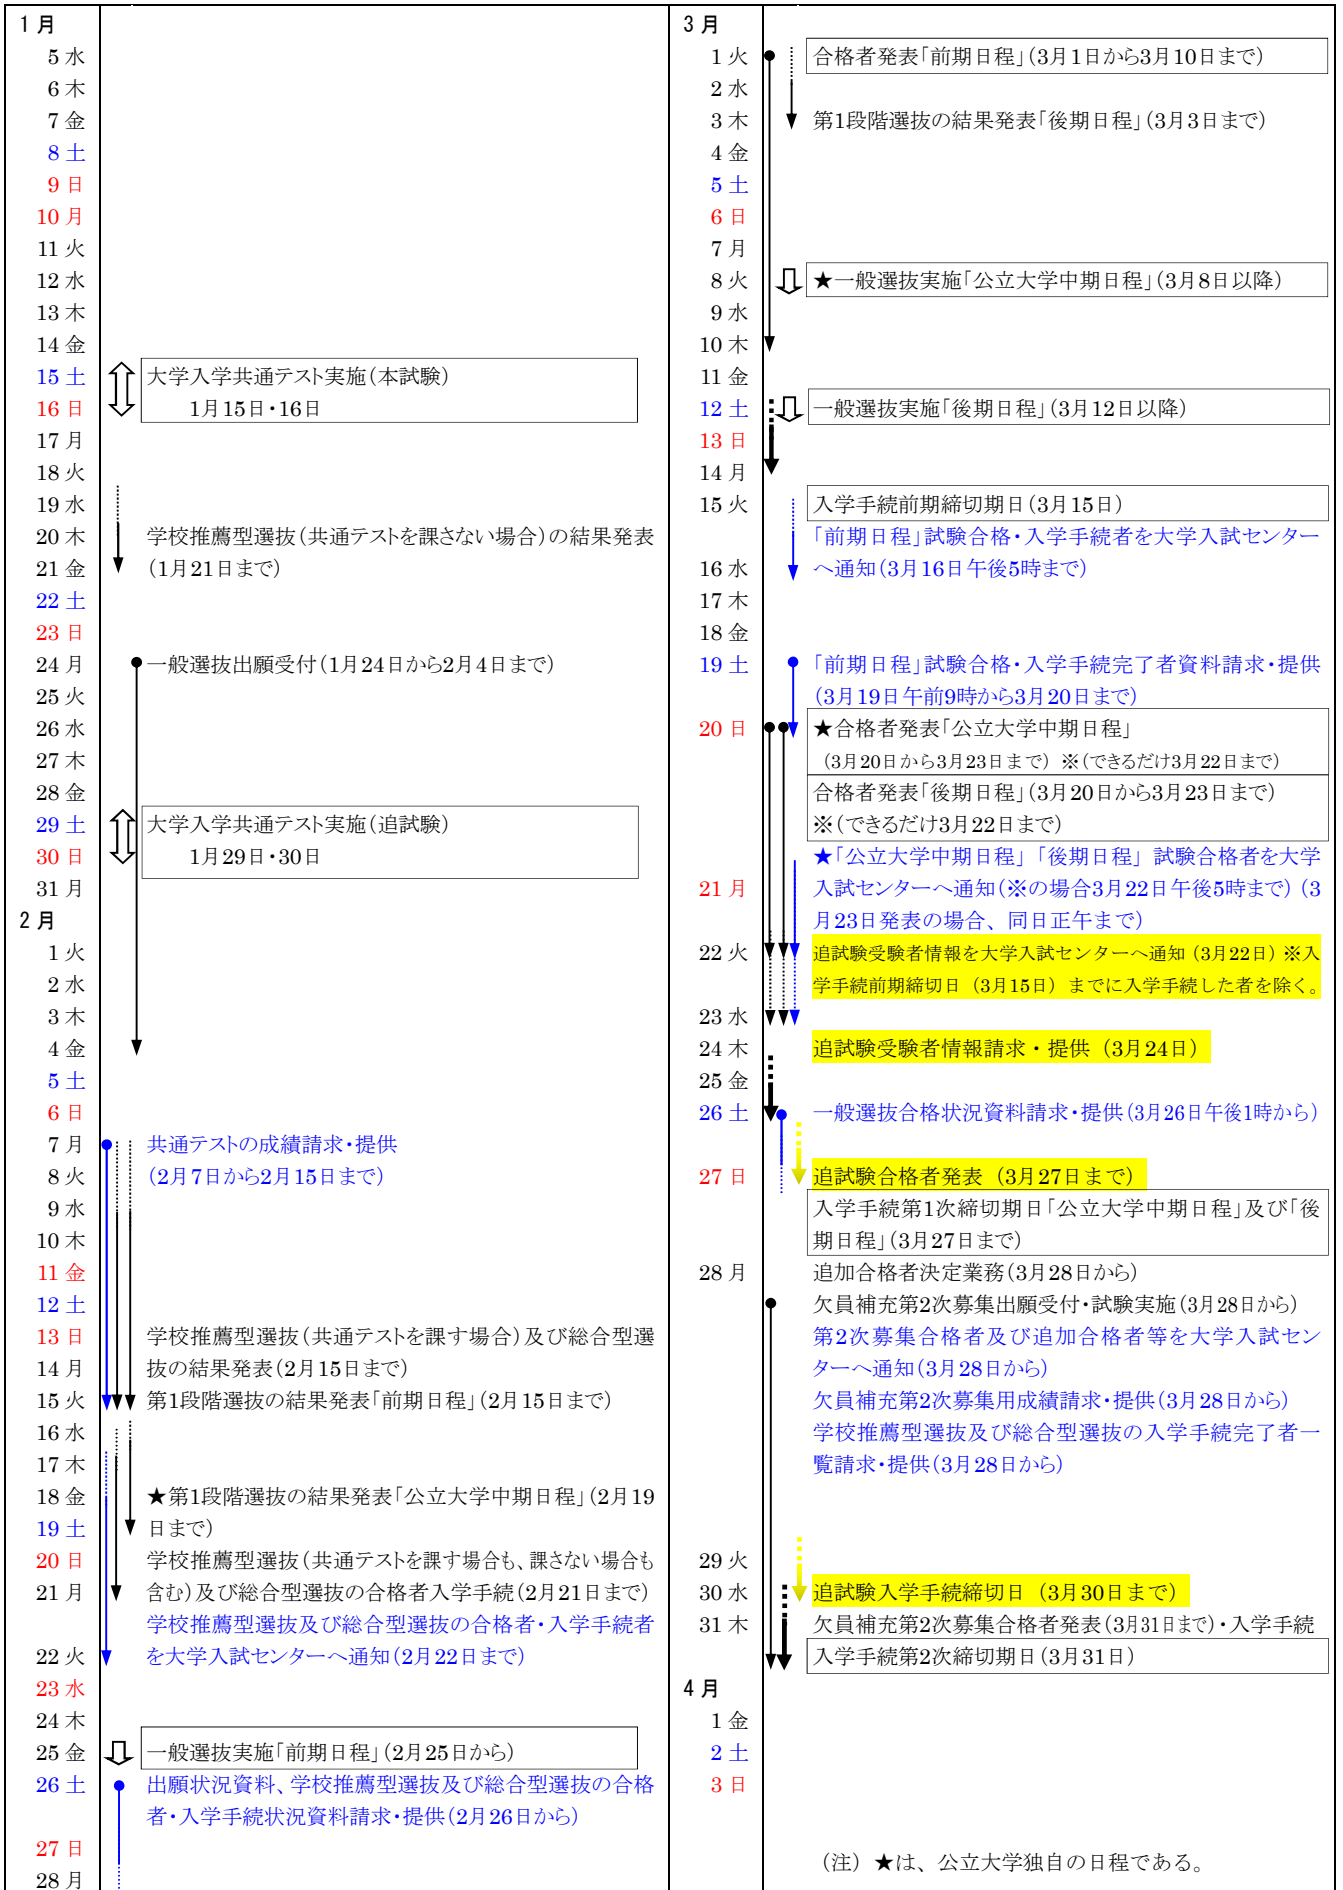 1月
5 水
6 木
7 金
8 土
9 日
10 月
11 火
12 水
13 木
14 金
15 土 大学入学共通テスト実施(本試験)
16 日 1月15日・16日
17 月
18 火
19 水
20 木 学校推薦型選抜(共通テストを課さない場合)の結果発表
21 金 (1月21日まで)
22 土
23 日
24 月 一般選抜出願受付(1月24日から2月4日まで)
25 火
26 水
27 木
28 金
29 土 大学入学共通テスト実施(追試験)
30 日 1月29日・30日
31 月
2月
1 火
2 水
3 木
4 金
5 土
6 日
7 月 共通テストの成績請求・提供
8 火 (2月7日から2月15日まで)
9 水
10 木
11 金
12 土
13 日 学校推薦型選抜(共通テストを課す場合)及び総合型選
14 月 抜の結果発表(2月15日まで)
15 火 第1段階選抜の結果発表「前期日程」(2月15日まで)
16 水
17 木
18 金 ★第1段階選抜の結果発表「公立大学中期日程」(2月19
19 土 日まで)
20 日 学校推薦型選抜(共通テストを課す場合も、課さない場合も
21 月 含む)及び総合型選抜の合格者入学手続(2月21日まで)
学校推薦型選抜及び総合型選抜の合格者・入学手続者
22 火 を大学入試センターへ通知(2月22日まで)
23 水
24 木
25 金 一般選抜実施「前期日程」(2月25日から)
26 土 出願状況資料、学校推薦型選抜及び総合型選抜の合格
者・入学手続状況資料請求・提供(2月26日から)
27 日
28 月
3月
1 火 合格者発表「前期日程」(3月1日から3月10日まで)
2 水
3 木 第1段階選抜の結果発表「後期日程」(3月3日まで)
4 金
5 土
6 日
7 月
8 火 ★一般選抜実施「公立大学中期日程」(3月8日以降)
9 水
10 木
11 金
12 土 一般選抜実施「後期日程」(3月12日以降)
13 日
14 月
15 火 入学手続前期締切期日(3月15日)
「前期日程」試験合格・入学手続者を大学入試センター
16 水 へ通知(3月16日午後5時まで)
17 木
18 金
19 土 「前期日程」試験合格・入学手続完了者資料請求・提供
(3月19日午前9時から3月20日まで)
20 日 ★合格者発表「公立大学中期日程」
(3月20日から3月23日まで) ※(できるだけ3月22日まで)
合格者発表「後期日程」(3月20日から3月23日まで)
※(できるだけ3月22日まで)
★「公立大学中期日程」「後期日程」試験合格者を大学
21 月 入試センターへ通知(※の場合3月22日午後5時まで)(3
月23日発表の場合、同日正午まで)
22 火 追試験受験者情報を大学入試センターへ通知(3月22日)※入
学手続前期締切日(3月15日)までに入学手続した者を除く。
23 水
24 木 追試験受験者情報請求・提供(3月24日)
25 金
26 土 一般選抜合格状況資料請求・提供(3月26日午後1時から)
27 日 追試験合格者発表(3月27日まで)
入学手続第1次締切期日「公立大学中期日程」及び「後
期日程」(3月27日まで)
28 月 追加合格者決定業務(3月28日から)
欠員補充第2次募集出願受付・試験実施(3月28日から)
第2次募集合格者及び追加合格者等を大学入試セン
ターへ通知(3月28日から)
欠員補充第2次募集用成績請求・提供(3月28日から)
学校推薦型選抜及び総合型選抜の入学手続完了者一
覧請求・提供(3月28日から)
29 火
30 水 追試験入学手続締切日(3月30日まで)
31 木 欠員補充第2次募集合格者発表(3月31日まで)・入学手続
入学手続第2次締切期日(3月31日)
4月
1 金
2 土
3 日
(注)★は、公立大学独自の日程である。